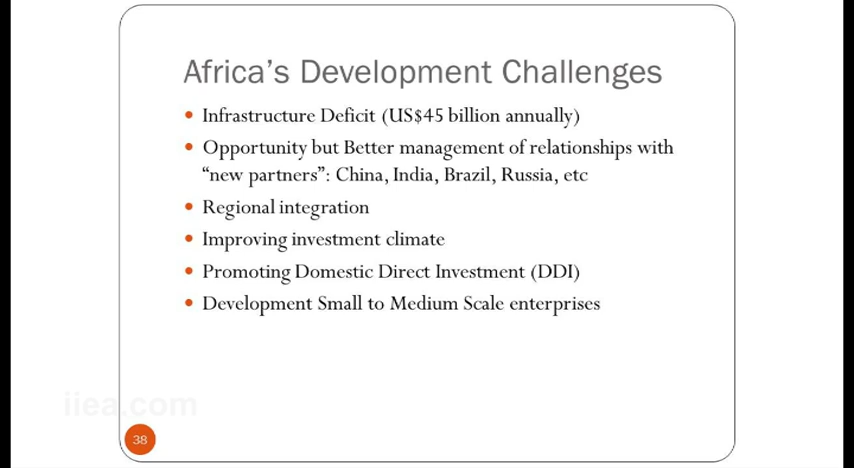 Africa's Development Challenges
• Infrastructure Deficit (US$45 billion annually)
• Opportunity but Better management of relationships with
“new partners”: China, India, Brazil, Russia, etc
• Regional integration
• Improving investment climate
• Promoting Domestic Direct Investment (DDI)
• Development Small to Medium Scale enterprises
iiea.com
38